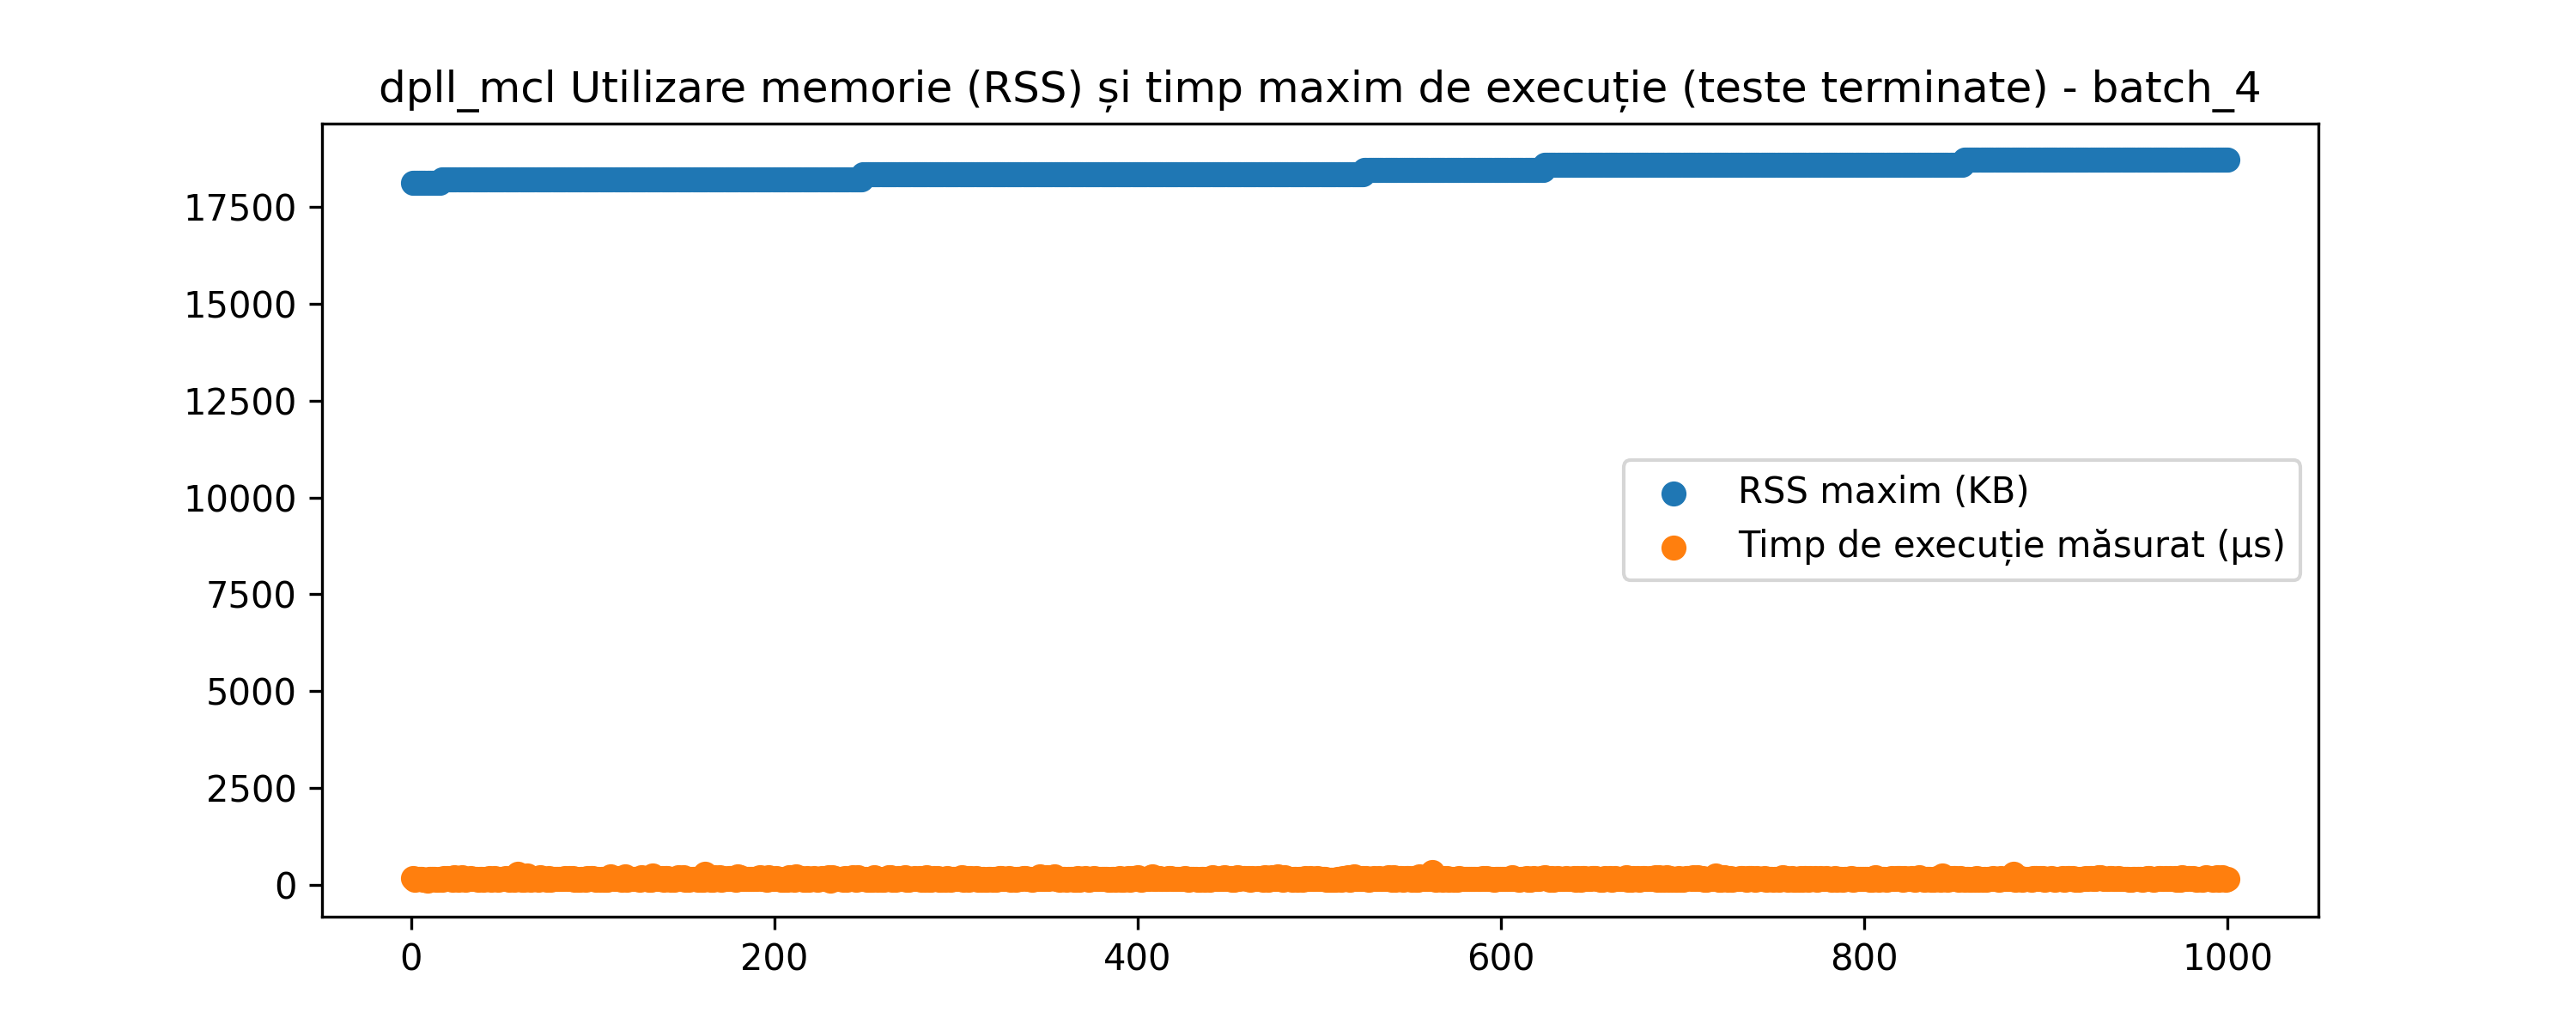 dpll_mcl Utilizare memorie (RSS) și timp maxim de execuție (teste terminate) - batch_4
17500
15000
12500
10000
7500
5000
2500
0
RSS maxim (KB)
Timp de execuție măsurat (µs)
0 200 400 600 800 1000